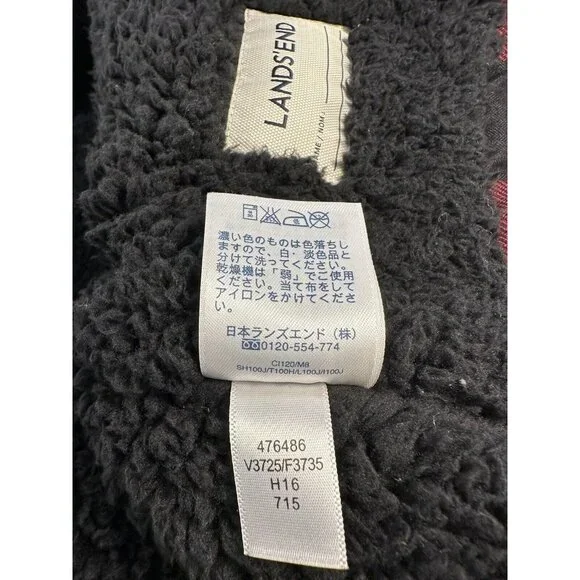 LANDS'END
NAME / NOM:
濃い色のものは色落ちし
ますので、白・淡色品と
分けて洗ってください。
乾燥機は「弱」でご使用
ください。当て布をして
アイロンをかけてくださ
い。
日本ランズエンド（株）
0120-554-774
CI120/M8
SH100J/T100H/L100J/I100J
476486
V3725/F3735
H16
715